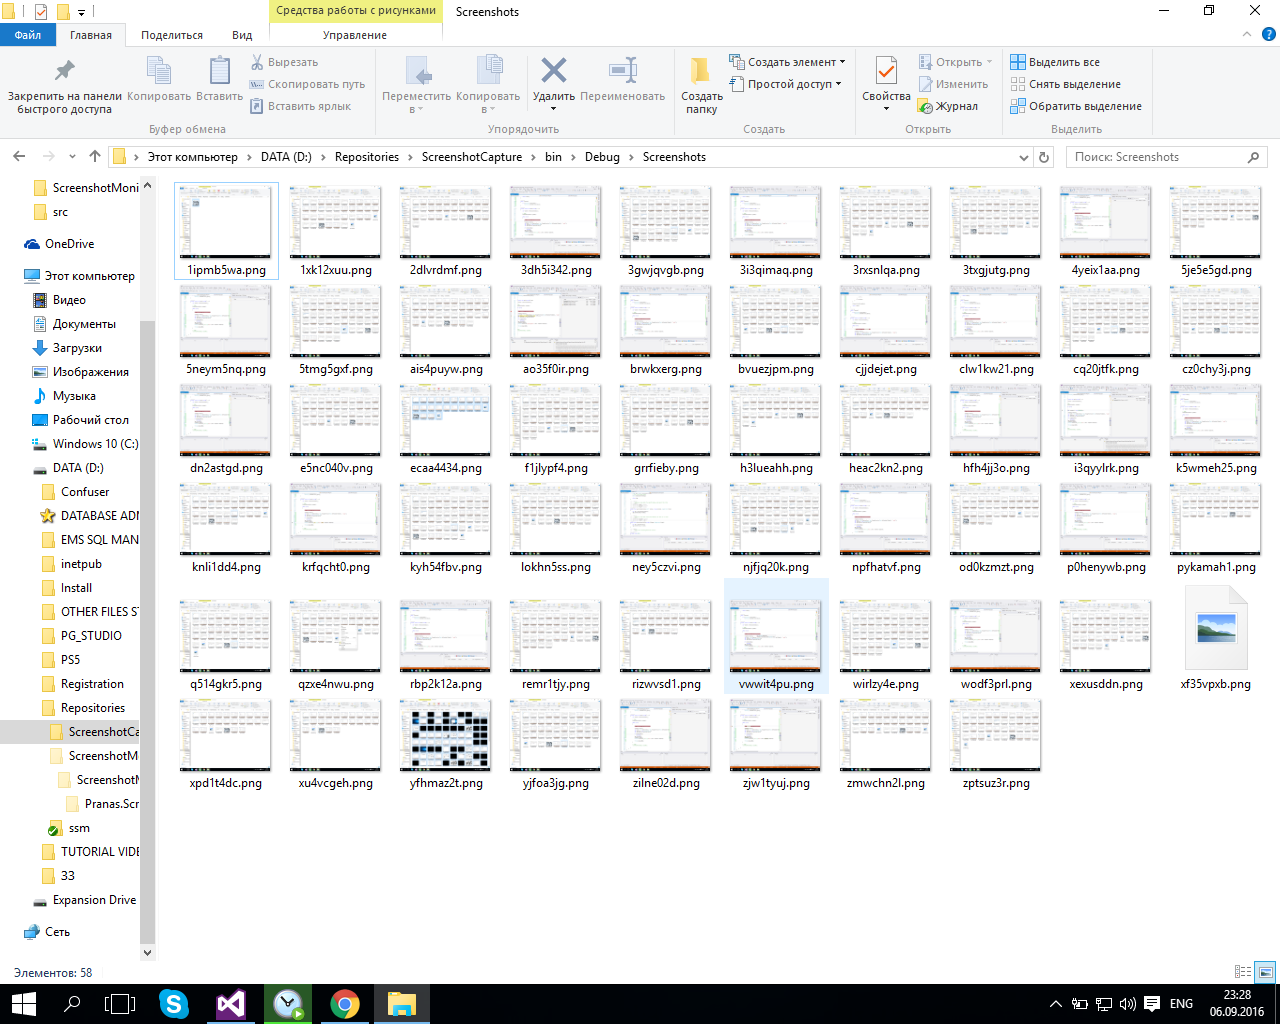 Средства работы с рисунками
Screenshots
Файл
Главная
Поделиться
Вид
Управление
Закрепить на панели
быстрого доступа
Копировать
Вставить
Вырезать
Скопировать путь
Вставить ярлык
Буфер обмена
Переместить
в
Копировать
в
Удалить
Переименовать
Упорядочить
Создать
папку
Создать элемент
Простой доступ
Создать
Свойства
Открыть
Изменить
Журнал
Открыть
Выделить все
Снять выделение
Обратить выделение
Выделить
Этот компьютер
DATA (D:)
Repositories
ScreenshotCapture
bin
Debug
Screenshots
Поиск: Screenshots
ScreenshotMoni
src
OneDrive
Этот компьютер
Видео
Документы
Загрузки
Изображения
Музыка
Рабочий стол
Windows 10 (C:)
DATA (D:)
Confuser
DATABASE ADM
EMS SQL MAN
inetpub
Install
OTHER FILES ST
PG_STUDIO
PS5
Registration
Repositories
ScreenshotCa
ScreenshotM
ScreenshotM
Pranas.Scr
ssm
TUTORIAL VIDE
33
Expansion Drive
Сеть
1ipmb5wa.png 1xk12xuu.png 2dlvrdmf.png 3dh5i342.png 3gwjqvgb.png 3i3qimaq.png 3rxsnlqa.png 3txgjutg.png 4yeix1aa.png 5je5e5gd.png
5neym5nq.png 5tmg5gxf.png ais4puyw.png ao35f0ir.png brwkxerg.png bvuezjpm.png cjjdejet.png clw1kw21.png cq20jtfk.png cz0chy3j.png
dn2astgd.png e5nc040v.png ecaa4434.png f1jlypf4.png grrfieby.png h3lueahh.png heac2kn2.png hfh4jj3o.png i3qyylrk.png k5wmeh25.png
knli1dd4.png krfqcht0.png kyh54fbv.png lokhn5ss.png ney5czvi.png njfjq20k.png npfhatvf.png od0kzmzt.png p0henywb.png pykamah1.png
q514gkr5.png qzxe4nwu.png rbp2k12a.png remr1tjy.png rizwvsd1.png vwwit4pu.png wirlzy4e.png wodf3prl.png xexusddn.png xf35vpxb.png
xpd1t4dc.png xu4vcgeh.png yfhmaz2t.png yjfoa3jg.png zilne02d.png zjw1tyuj.png zmwchn2l.png zptsuz3r.png
Элементов: 58
ENG
23:28
06.09.2016